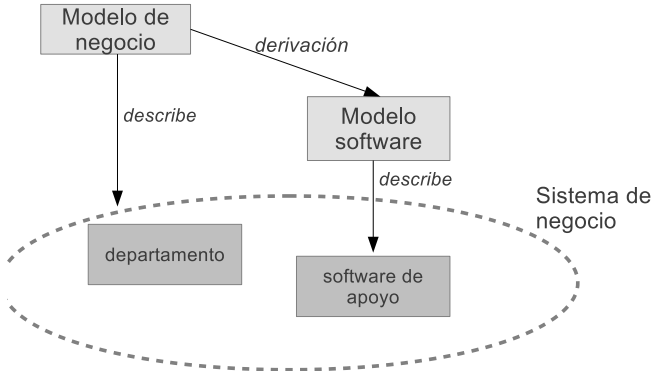 Modelo de
negocio
derivación
describe
Modelo
software
describe
Sistema de
negocio
departamento
software de
apoyo